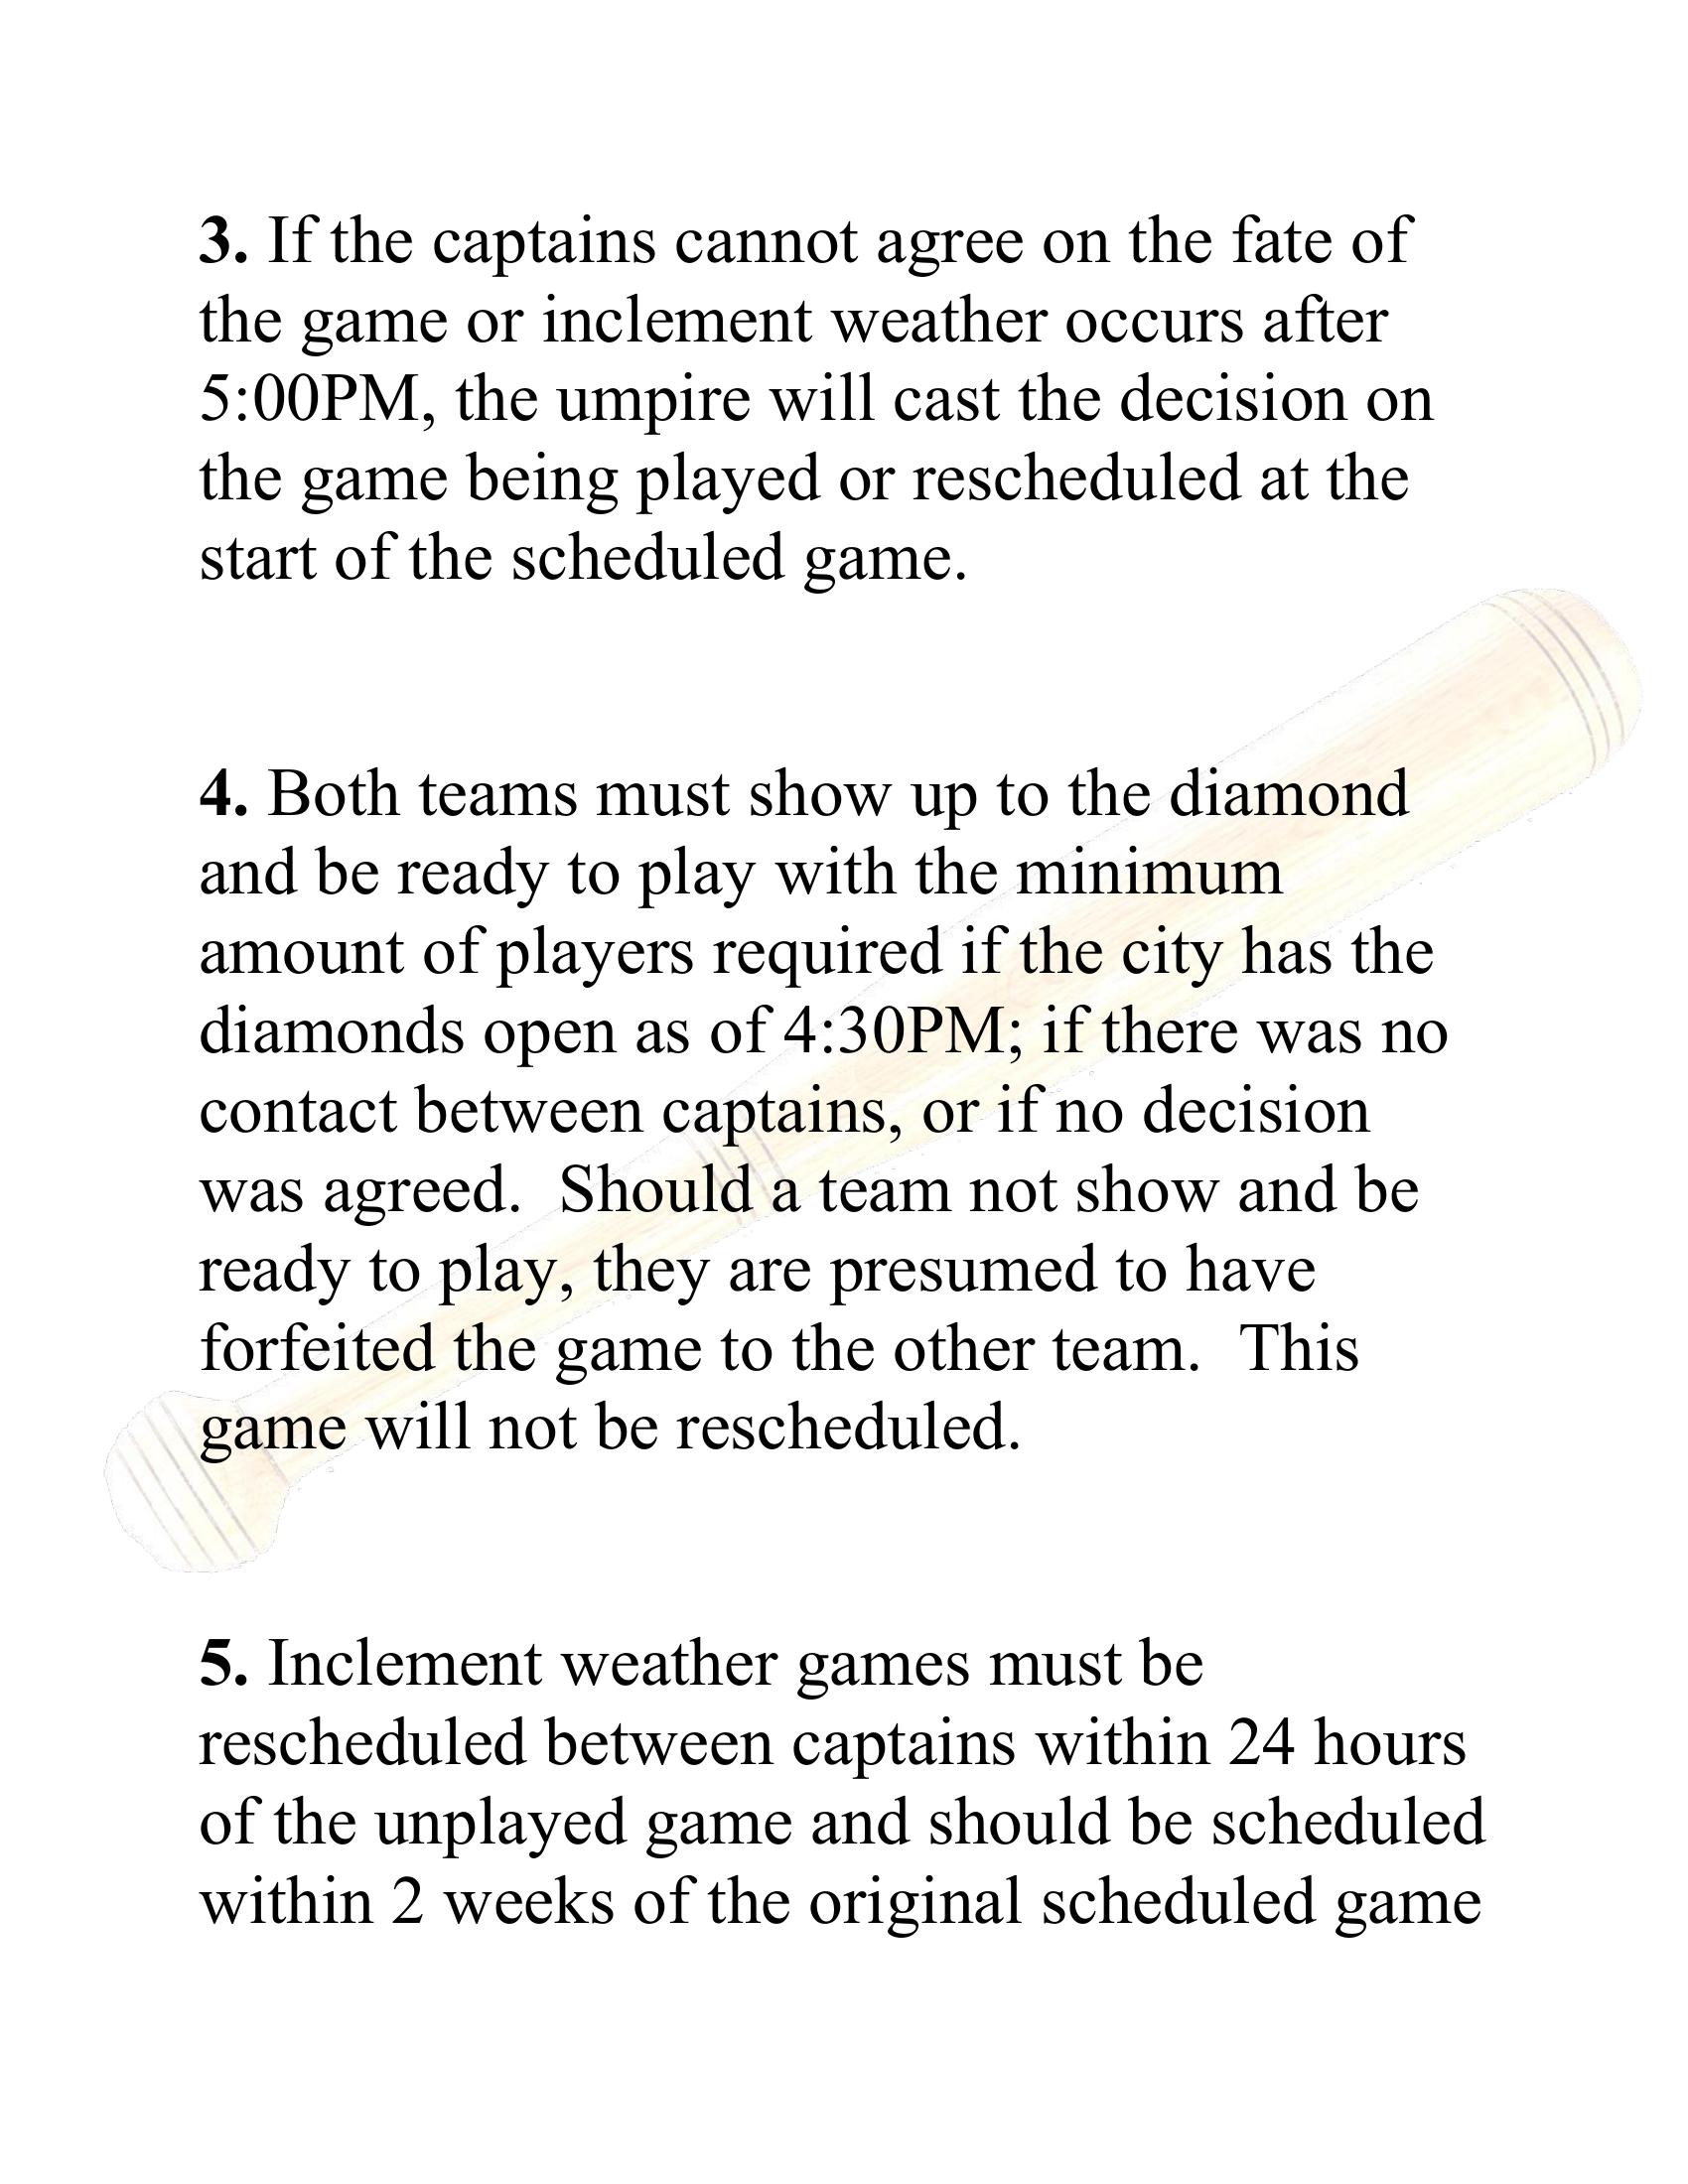 3. If the captains cannot agree on the fate of
the game or inclement weather occurs after
5:00PM, the umpire will cast the decision on
the game being played or rescheduled at the
start of the scheduled game.
4. Both teams must show up to the diamond
and be ready to play with the minimum
amount of players required if the city has the
diamonds open as of 4:30PM; if there was no
contact between captains, or if no decision
was agreed.  Should a team not show and be
ready to play, they are presumed to have
forfeited the game to the other team.  This
game will not be rescheduled.
5. Inclement weather games must be
rescheduled between captains within 24 hours
of the unplayed game and should be scheduled
within 2 weeks of the original scheduled game